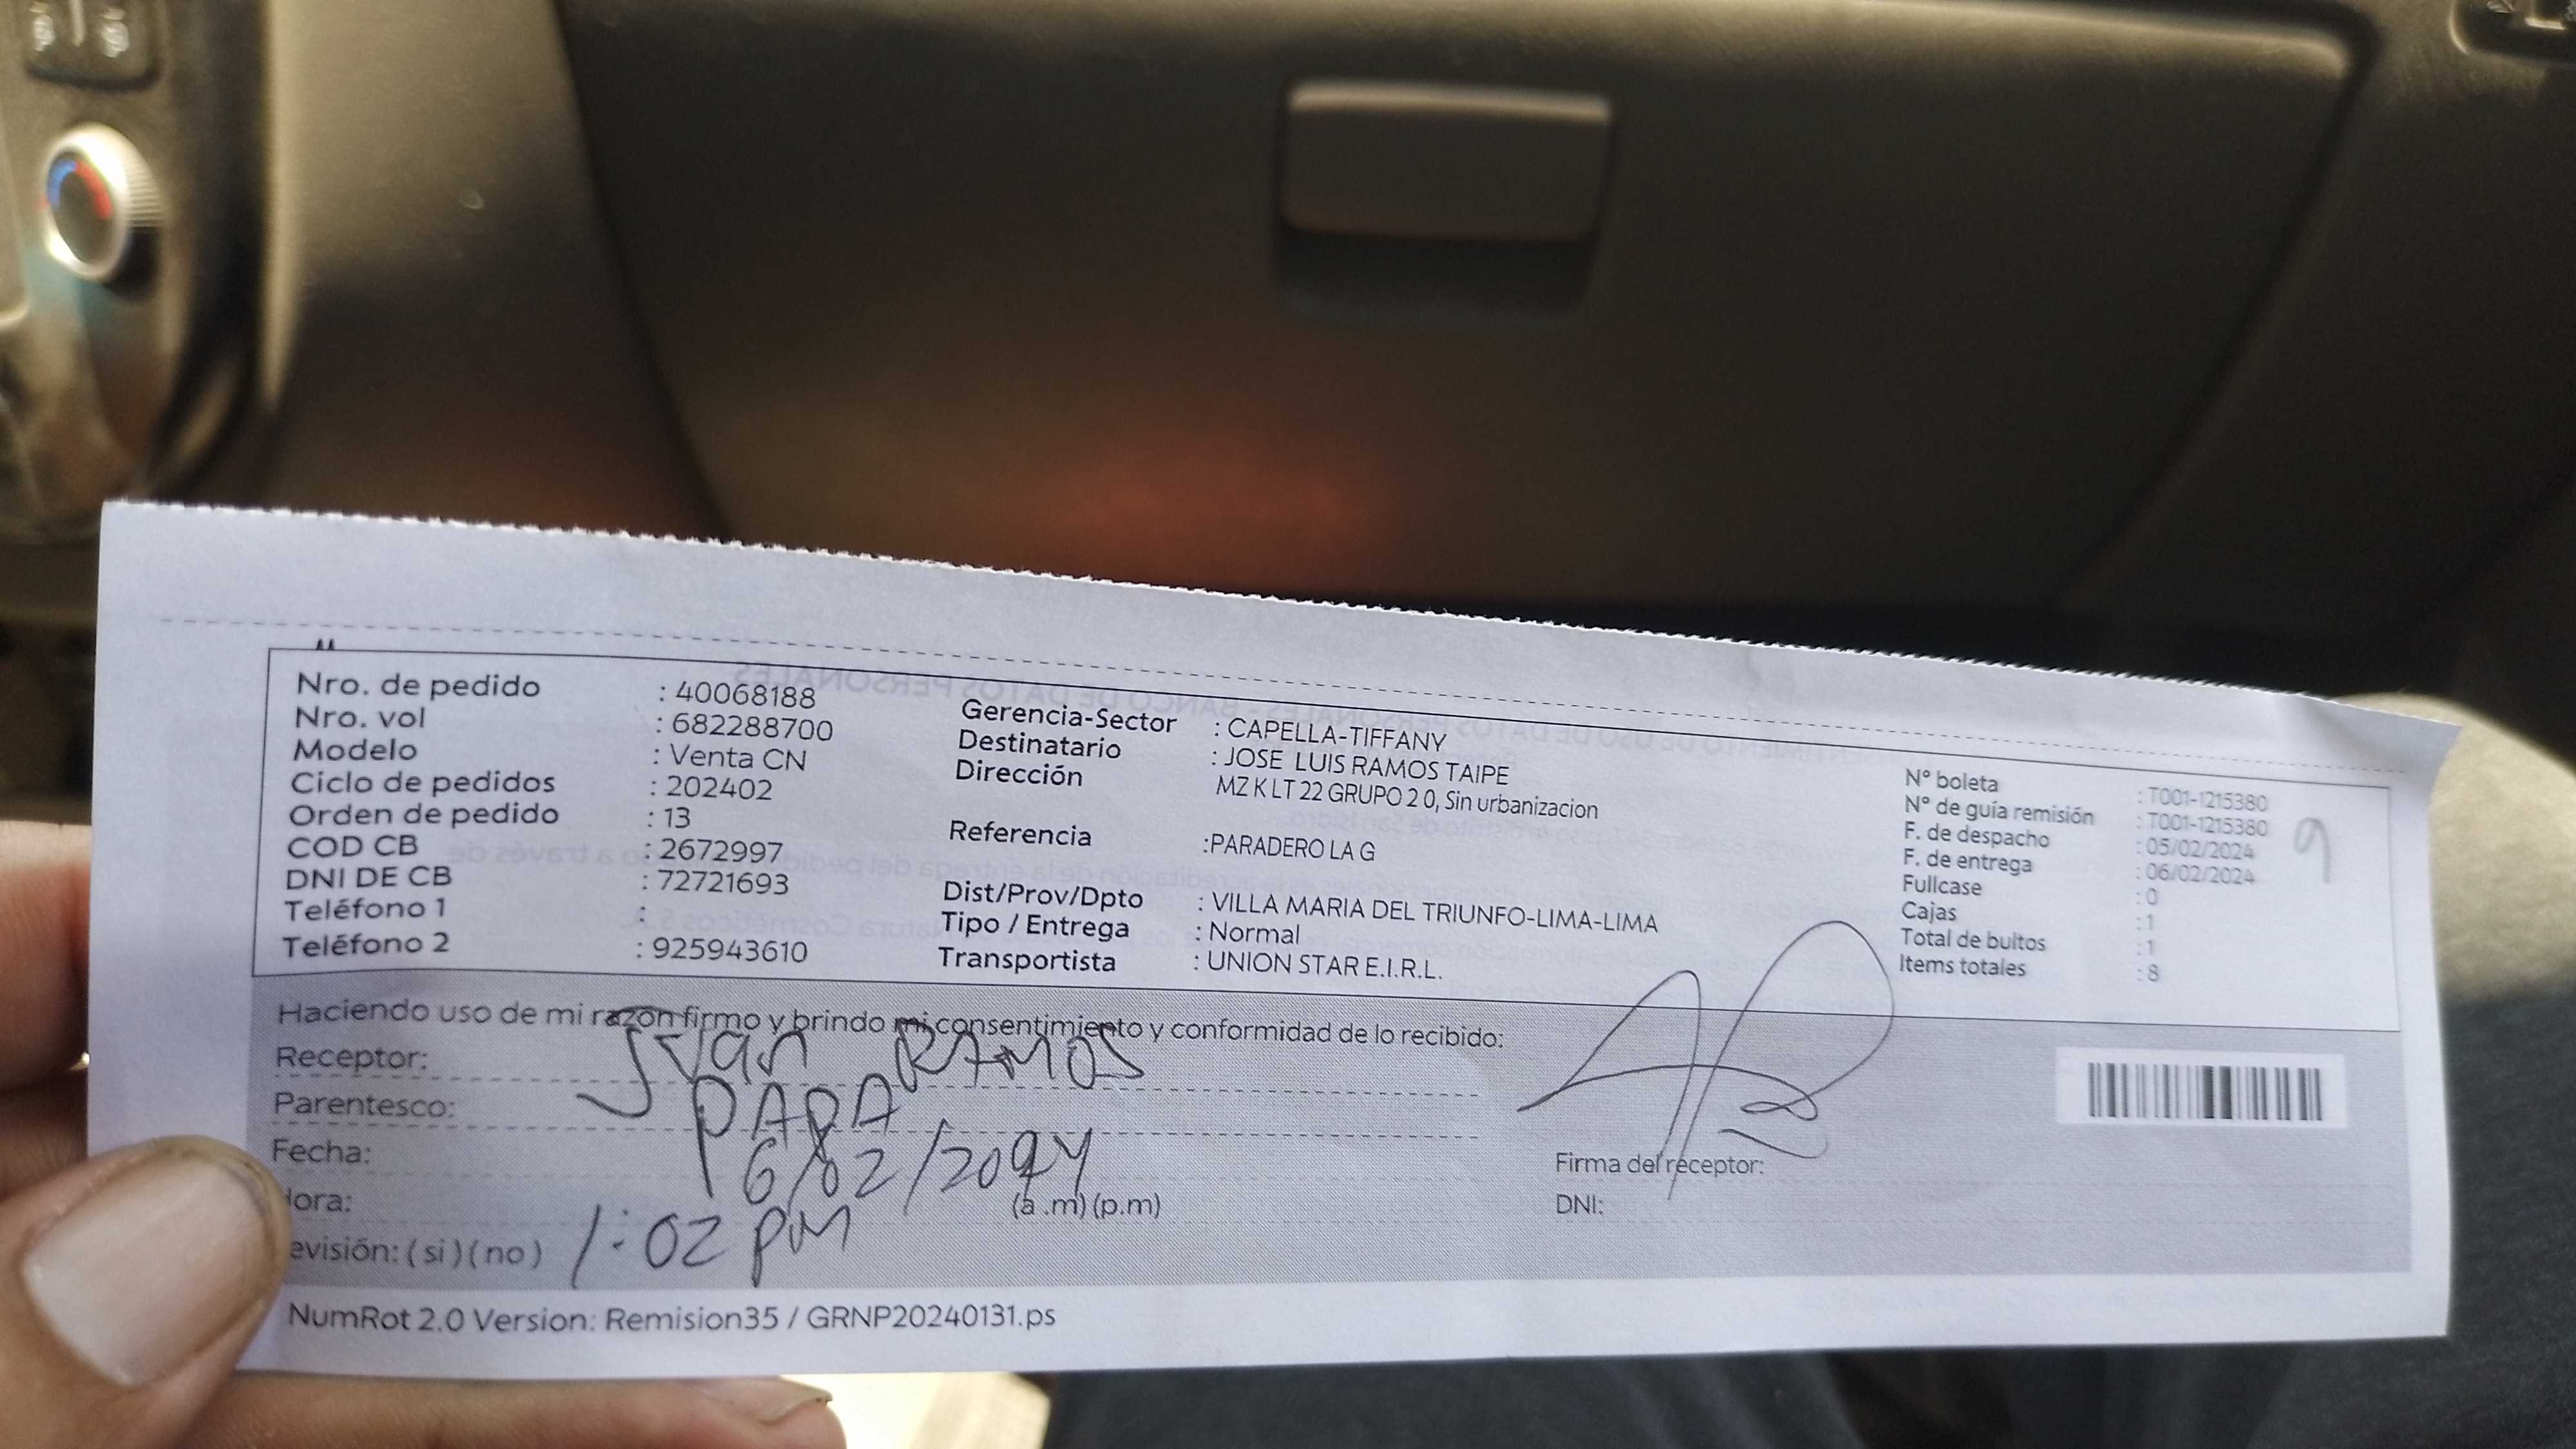 Nro. de pedido : 40068188
Nro. vol : 682288700
Modelo : Venta CN
Ciclo de pedidos : 202402
Orden de pedido : 13
COD CB : 2672997
DNI DE CB : 72721693
Teléfono 1 :
Teléfono 2 : 925943610
Gerencia-Sector : CAPELLA-TIFFANY
Destinatario : JOSE LUIS RAMOS TAIPE
Dirección MZ K LT 22 GRUPO 2 0, Sin urbanizacion
Referencia :PARADERO LA G
Dist/Prov/Dpto : VILLA MARIA DEL TRIUNFO-LIMA-LIMA
Tipo / Entrega : Normal
Transportista : UNION STAR E.I.R.L.
N° boleta : T001-1215380
N° de guía remisión : T001-1215380
F. de despacho : 05/02/2024
F. de entrega : 06/02/2024
Fullcase : 0
Cajas : 1
Total de bultos : 1
Items totales : 8
9
Haciendo uso de mi razón firmo y brindo mi consentimiento y conformidad de lo recibido:
Receptor: Ivan RAMOS
Parentesco: PAPA
Fecha: 6/02/2024
ora: 1:02 pm (a .m) (p.m)
evisión: ( si ) ( no )
Firma del receptor:
DNI:
NumRot 2.0 Version: Remision35 / GRNP20240131.ps